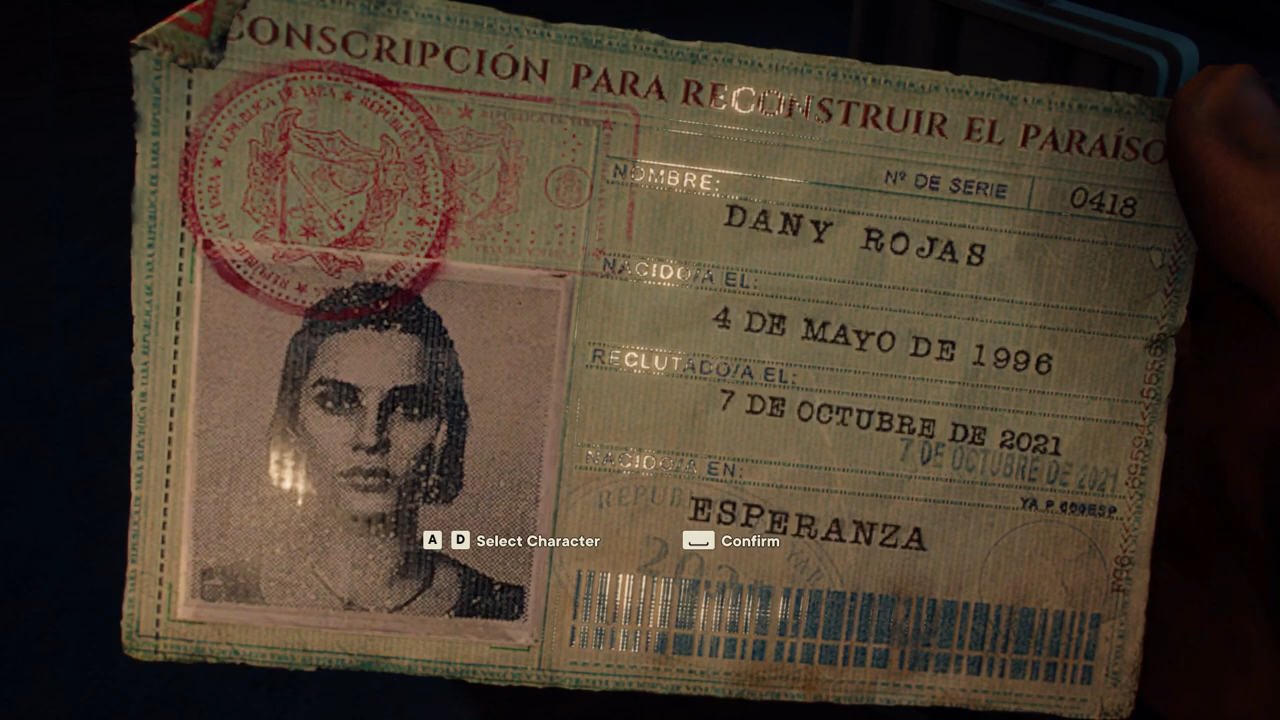 CONSCRIPCIÓN PARA RECONSTRUIR EL PARAÍSO
NOMBRE:
Nº DE SERIE
0418
DANY ROJAS
NACIDO/A EL:
4 DE MAYO DE 1996
RECLUTADO/A EL:
7 DE OCTUBRE DE 2021
7 DE OCTUBRE DE 2021
NACIDO/A EN:
ESPERANZA
A D Select Character
Confirm